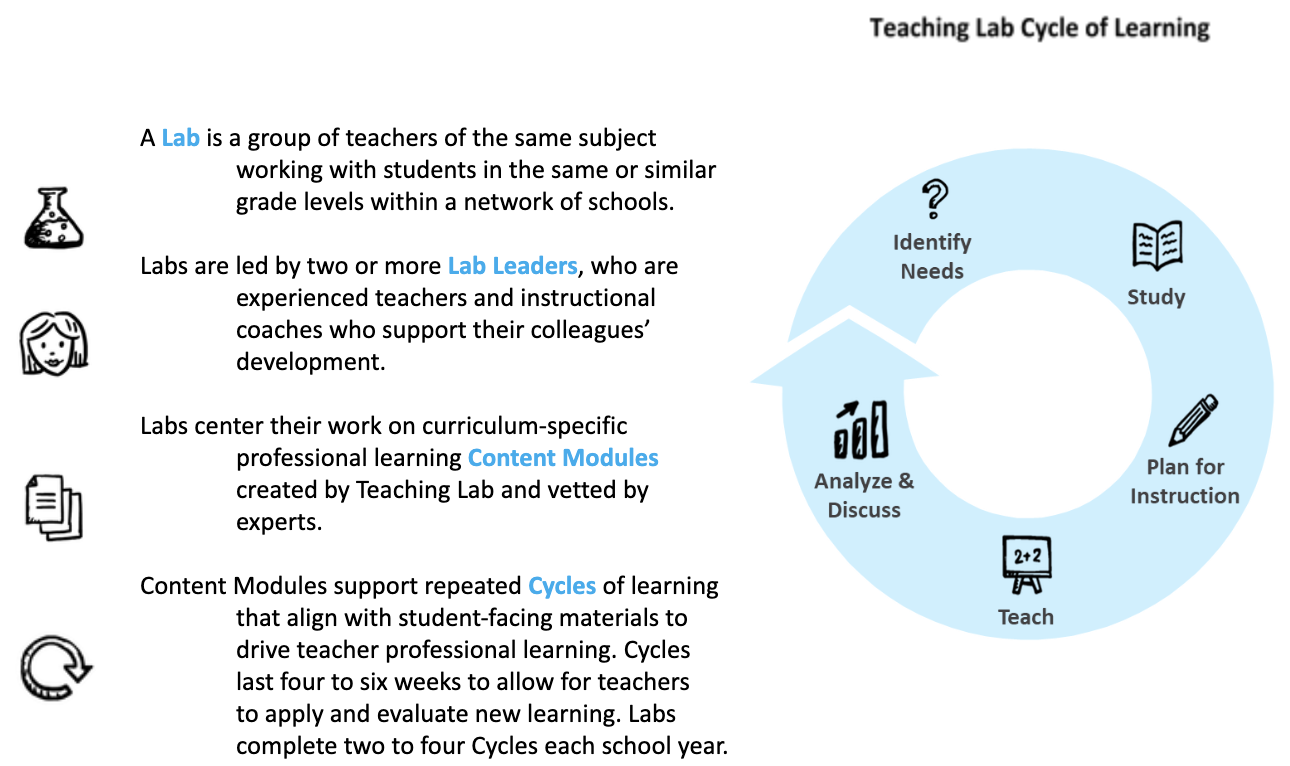 Teaching Lab Cycle of Learning
A Lab is a group of teachers of the same subject
working with students in the same or similar
grade levels within a network of schools.
Labs are led by two or more Lab Leaders, who are
experienced teachers and instructional
coaches who support their colleagues’
development.
Labs center their work on curriculum-specific
professional learning Content Modules
created by Teaching Lab and vetted by
experts.
Content Modules support repeated Cycles of learning
that align with student-facing materials to
drive teacher professional learning. Cycles
last four to six weeks to allow for teachers
to apply and evaluate new learning. Labs
complete two to four Cycles each school year.
Identify
Needs
Study
Plan for
Instruction
2+2
Teach
Analyze &
Discuss